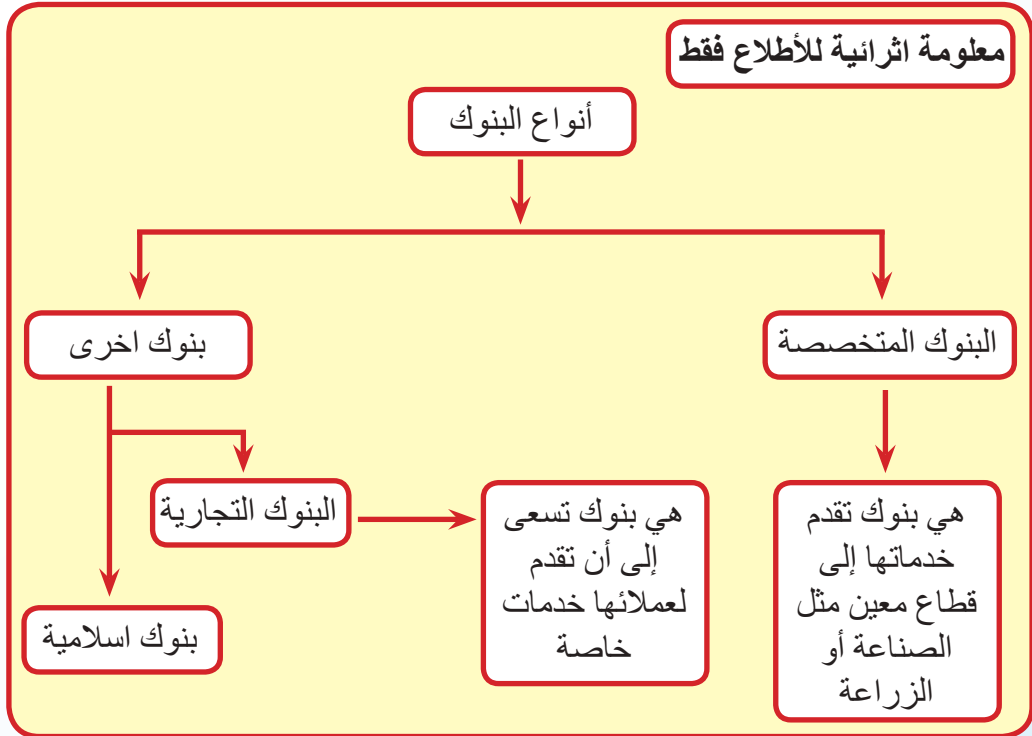 معلومة اثرائية للأطلاع فقط
أنواع البنوك
البنوك المتخصصة
بنوك اخرى
هي بنوك تقدم
خدماتها إلى
قطاع معين مثل
الصناعة أو
الزراعة
البنوك التجارية
هي بنوك تسعى
إلى أن تقدم
لعملائها خدمات
خاصة
بنوك اسلامية